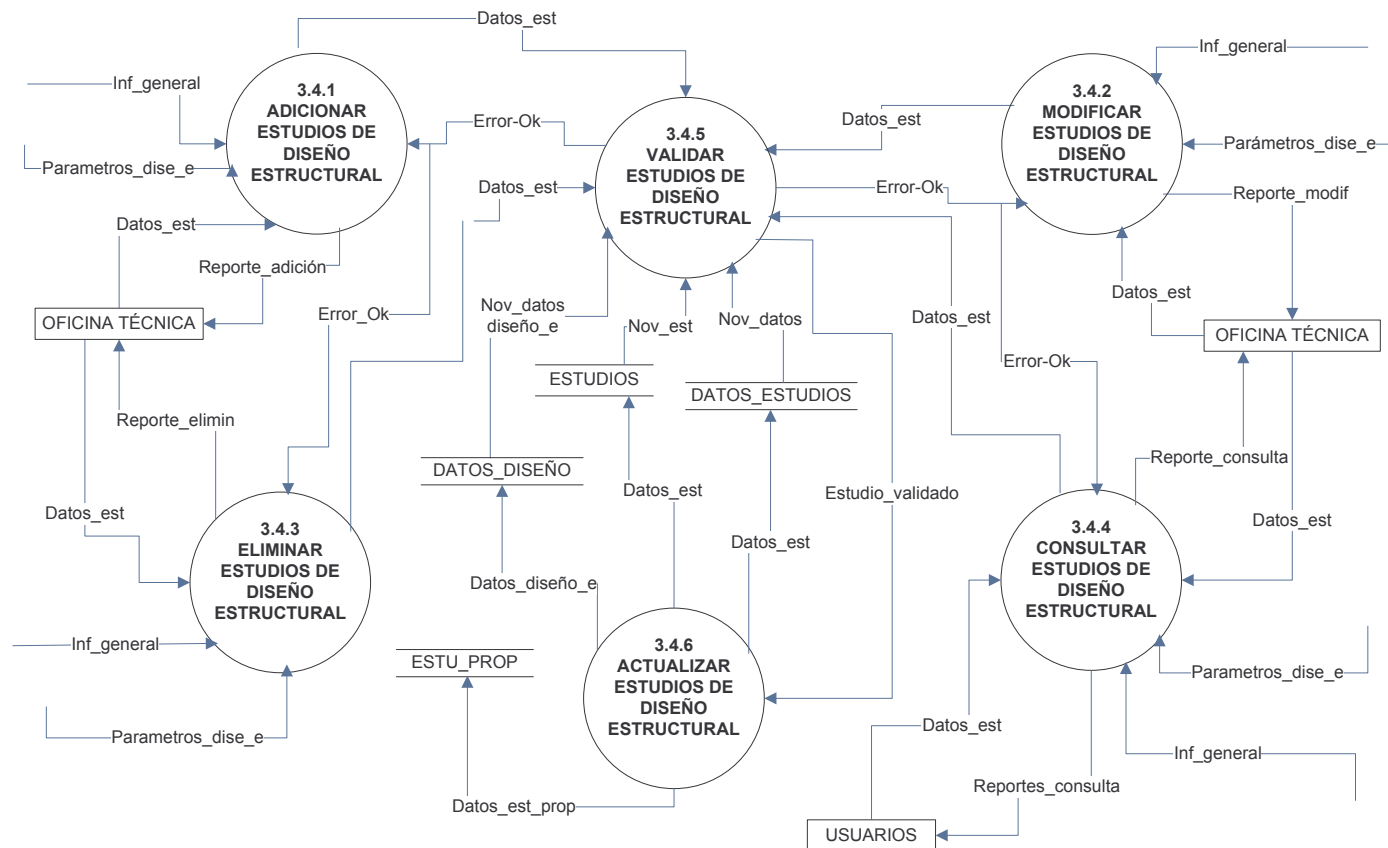 Datos_est
Inf_general
3.4.1
ADICIONAR
ESTUDIOS DE
DISEÑO
ESTRUCTURAL
Error-Ok
Parametros_dise_e
Datos_est
Reporte_adición
OFICINA TÉCNICA
3.4.5
VALIDAR
ESTUDIOS DE
DISEÑO
ESTRUCTURAL
Datos_est
Datos_est
Error-Ok
Inf_general
3.4.2
MODIFICAR
ESTUDIOS DE
DISEÑO
ESTRUCTURAL
Parámetros_dise_e
Reporte_modif
Datos_est
OFICINA TÉCNICA
Error_Ok
Nov_datos
diseño_e
Nov_est
Nov_datos
Datos_est
Error-Ok
ESTUDIOS
DATOS_ESTUDIOS
Reporte_elimin
DATOS_DISEÑO
Datos_est
Estudio_validado
Reporte_consulta
Datos_est
Datos_est
3.4.3
ELIMINAR
ESTUDIOS DE
DISEÑO
ESTRUCTURAL
Datos_est
Datos_diseño_e
3.4.4
CONSULTAR
ESTUDIOS DE
DISEÑO
ESTRUCTURAL
Inf_general
ESTU_PROP
3.4.6
ACTUALIZAR
ESTUDIOS DE
DISEÑO
ESTRUCTURAL
Parametros_dise_e
Datos_est
Parametros_dise_e
Inf_general
Datos_est_prop
Reportes_consulta
USUARIOS